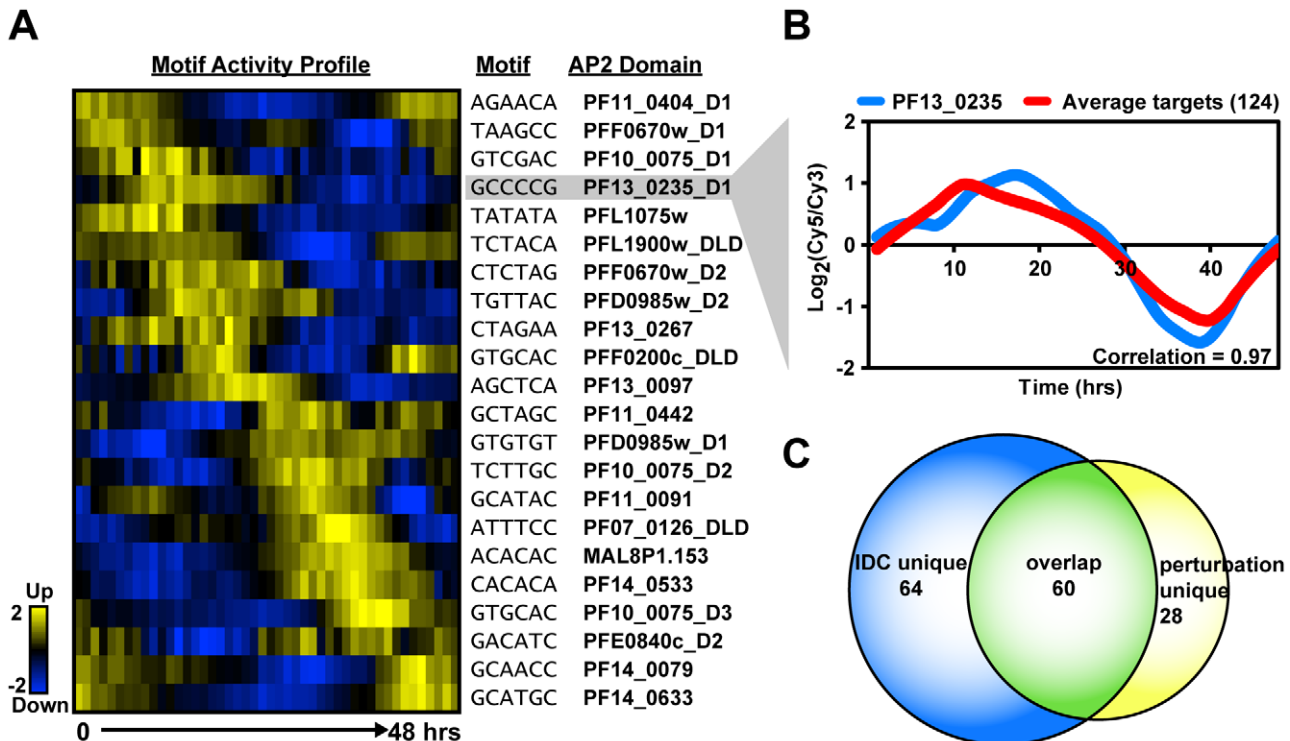 A
Motif Activity Profile
Motif
AP2 Domain
AGAACA PF11_0404_D1
TAAGCC PFF0670w_D1
GTCGAC PF10_0075_D1
GCCCCG PF13_0235_D1
TATATA PFL1075w
TCTACA PFL1900w_DLD
CTCTAG PFF0670w_D2
TGTTAC PFD0985w_D2
CTAGAA PF13_0267
GTGCAC PFF0200c_DLD
AGCTCA PF13_0097
GCTAGC PF11_0442
GTGTGT PFD0985w_D1
TCTTGC PF10_0075_D2
GCATAC PF11_0091
ATTTCC PF07_0126_DLD
ACACAC MAL8P1.153
CACACA PF14_0533
GTGCAC PF10_0075_D3
GACATC PFE0840c_D2
GCAACC PF14_0079
GCATGC PF14_0633
Up
2
-2
Down
0
48 hrs
B
PF13_0235
Average targets (124)
Log2(Cy5/Cy3)
2
1
0
-1
-2
10
20
30
40
Correlation = 0.97
Time (hrs)
C
IDC unique
64
overlap
60
perturbation
unique
28